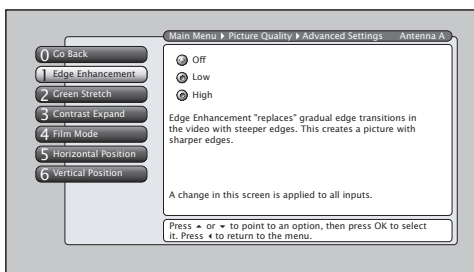 Main Menu ▸ Picture Quality ▸ Advanced Settings Antenna A
0 Go Back
1 Edge Enhancement
2 Green Stretch
3 Contrast Expand
4 Film Mode
5 Horizontal Position
6 Vertical Position
Off
Low
High
Edge Enhancement "replaces" gradual edge transitions in
the video with steeper edges. This creates a picture with
sharper edges.
A change in this screen is applied to all inputs.
Press ▲ or ▼ to point to an option, then press OK to select
it. Press ◀ to return to the menu.